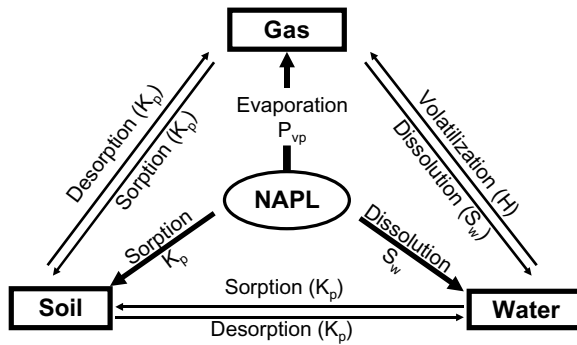 Gas
Desorption (Kp)
Sorption (Kp)
Evaporation
Pvp
Volatilization (H)
Dissolution (Sw)
NAPL
Sorption
Kp
Dissolution
Sw
Soil
Sorption (Kp)
Desorption (Kp)
Water